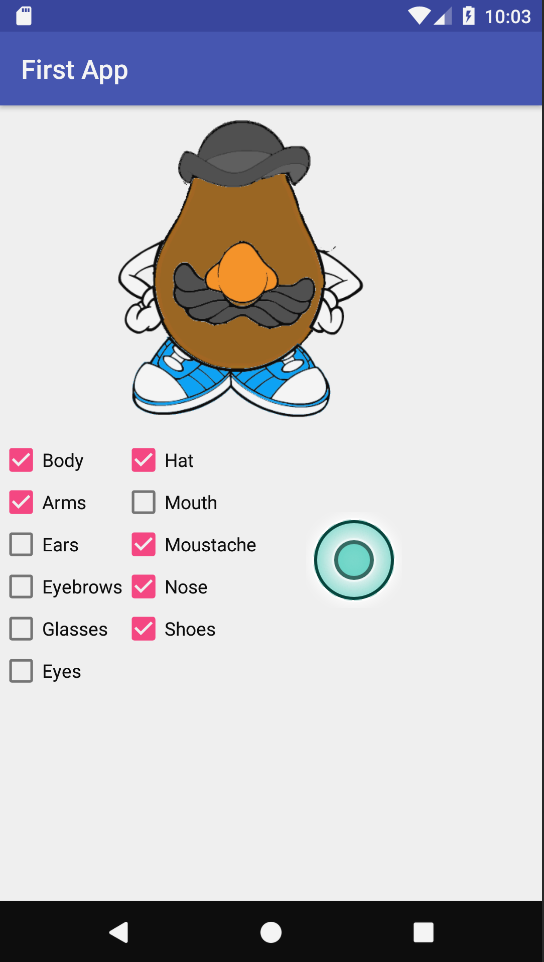 10:03
First App
Body
Hat
Arms
Mouth
Ears
Moustache
Eyebrows
Nose
Glasses
Shoes
Eyes